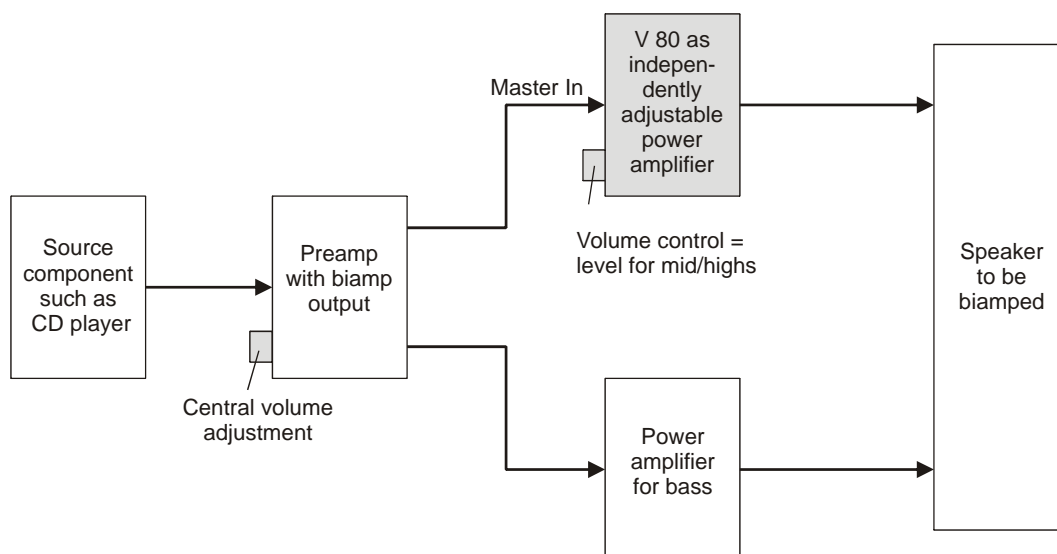 Source
component
such as
CD player
Preamp
with biamp
output
Central volume
adjustment
Master In
V 80 as
indepen-
dently
adjustable
power
amplifier
Volume control =
level for mid/highs
Power
amplifier
for bass
Speaker
to be
biamped